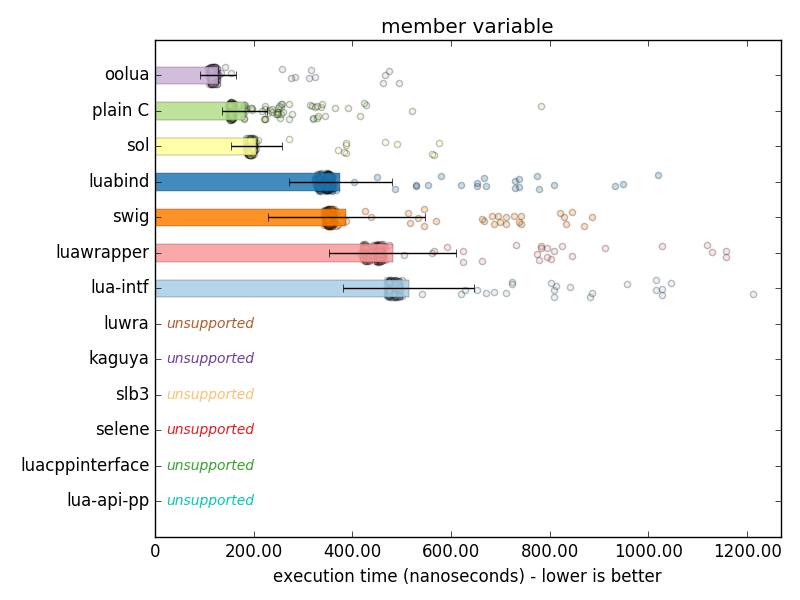 member variable
oolua
plain C
sol
luabind
swig
luawrapper
lua-intf
luwra unsupported
kaguya unsupported
slb3 unsupported
selene unsupported
luacppinterface unsupported
lua-api-pp unsupported
0 200.00 400.00 600.00 800.00 1000.00 1200.00
execution time (nanoseconds) - lower is better